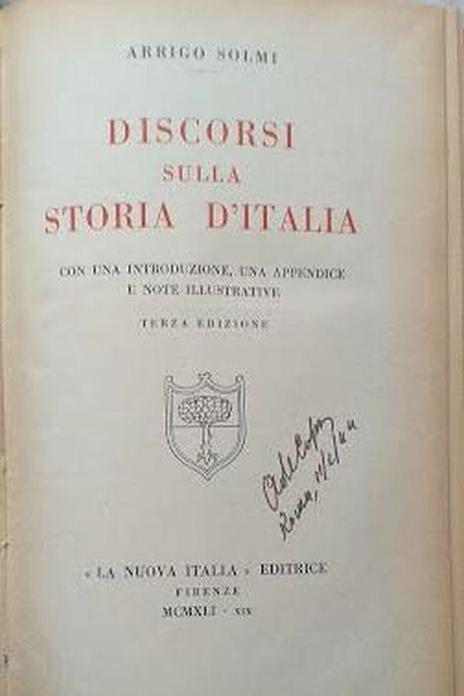 ARRIGO SOLMI
DISCORSI
SULLA
STORIA D'ITALIA
CON UNA INTRODUZIONE, UNA APPENDICE
E NOTE ILLUSTRATIVE
TERZA EDIZIONE
Roma,
« LA NUOVA ITALIA » EDITRICE
FIRENZE
MCMXLI - XIX